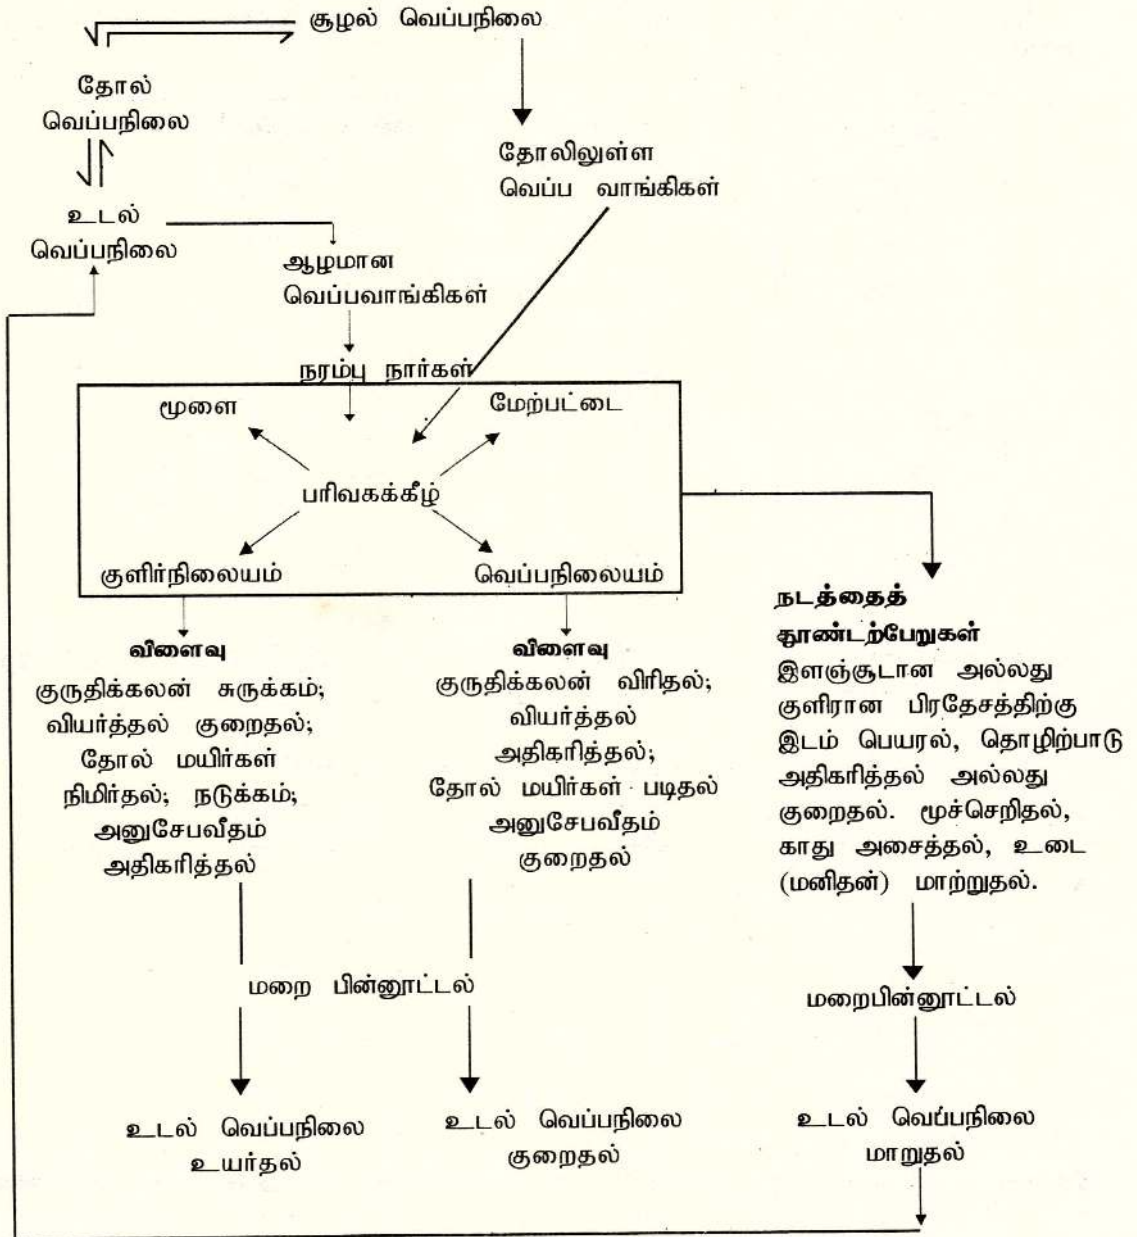 சூழல் வெப்பநிலை
தோல்
வெப்பநிலை
தோலிலுள்ள
வெப்ப வாங்கிகள்
உடல்
வெப்பநிலை
ஆழமான
வெப்பவாங்கிகள்
நரம்பு நார்கள்
மூளை
மேற்பட்டை
பரிவகக்கீழ்
குளிர்நிலையம்
வெப்பநிலையம்
விளைவு
குருதிக்கலன் சுருக்கம்;
வியர்த்தல் குறைதல்;
தோல் மயிர்கள்
நிமிர்தல்; நடுக்கம்;
அனுசேபவீதம்
அதிகரித்தல்
விளைவு
குருதிக்கலன் விரிதல்;
வியர்த்தல்
அதிகரித்தல்;
தோல் மயிர்கள் படிதல்
அனுசேபவீதம்
குறைதல்
நடத்தைத்
தூண்டற்பேறுகள்
இளஞ்சூடான அல்லது
குளிரான பிரதேசத்திற்கு
இடம் பெயரல், தொழிற்பாடு
அதிகரித்தல் அல்லது
குறைதல். மூச்செறிதல்,
காது அசைத்தல், உடை
(மனிதன்) மாற்றுதல்.
மறை பின்னூட்டல்
மறைபின்னூட்டல்
உடல் வெப்பநிலை
உயர்தல்
உடல் வெப்பநிலை
குறைதல்
உடல் வெப்பநிலை
மாறுதல்